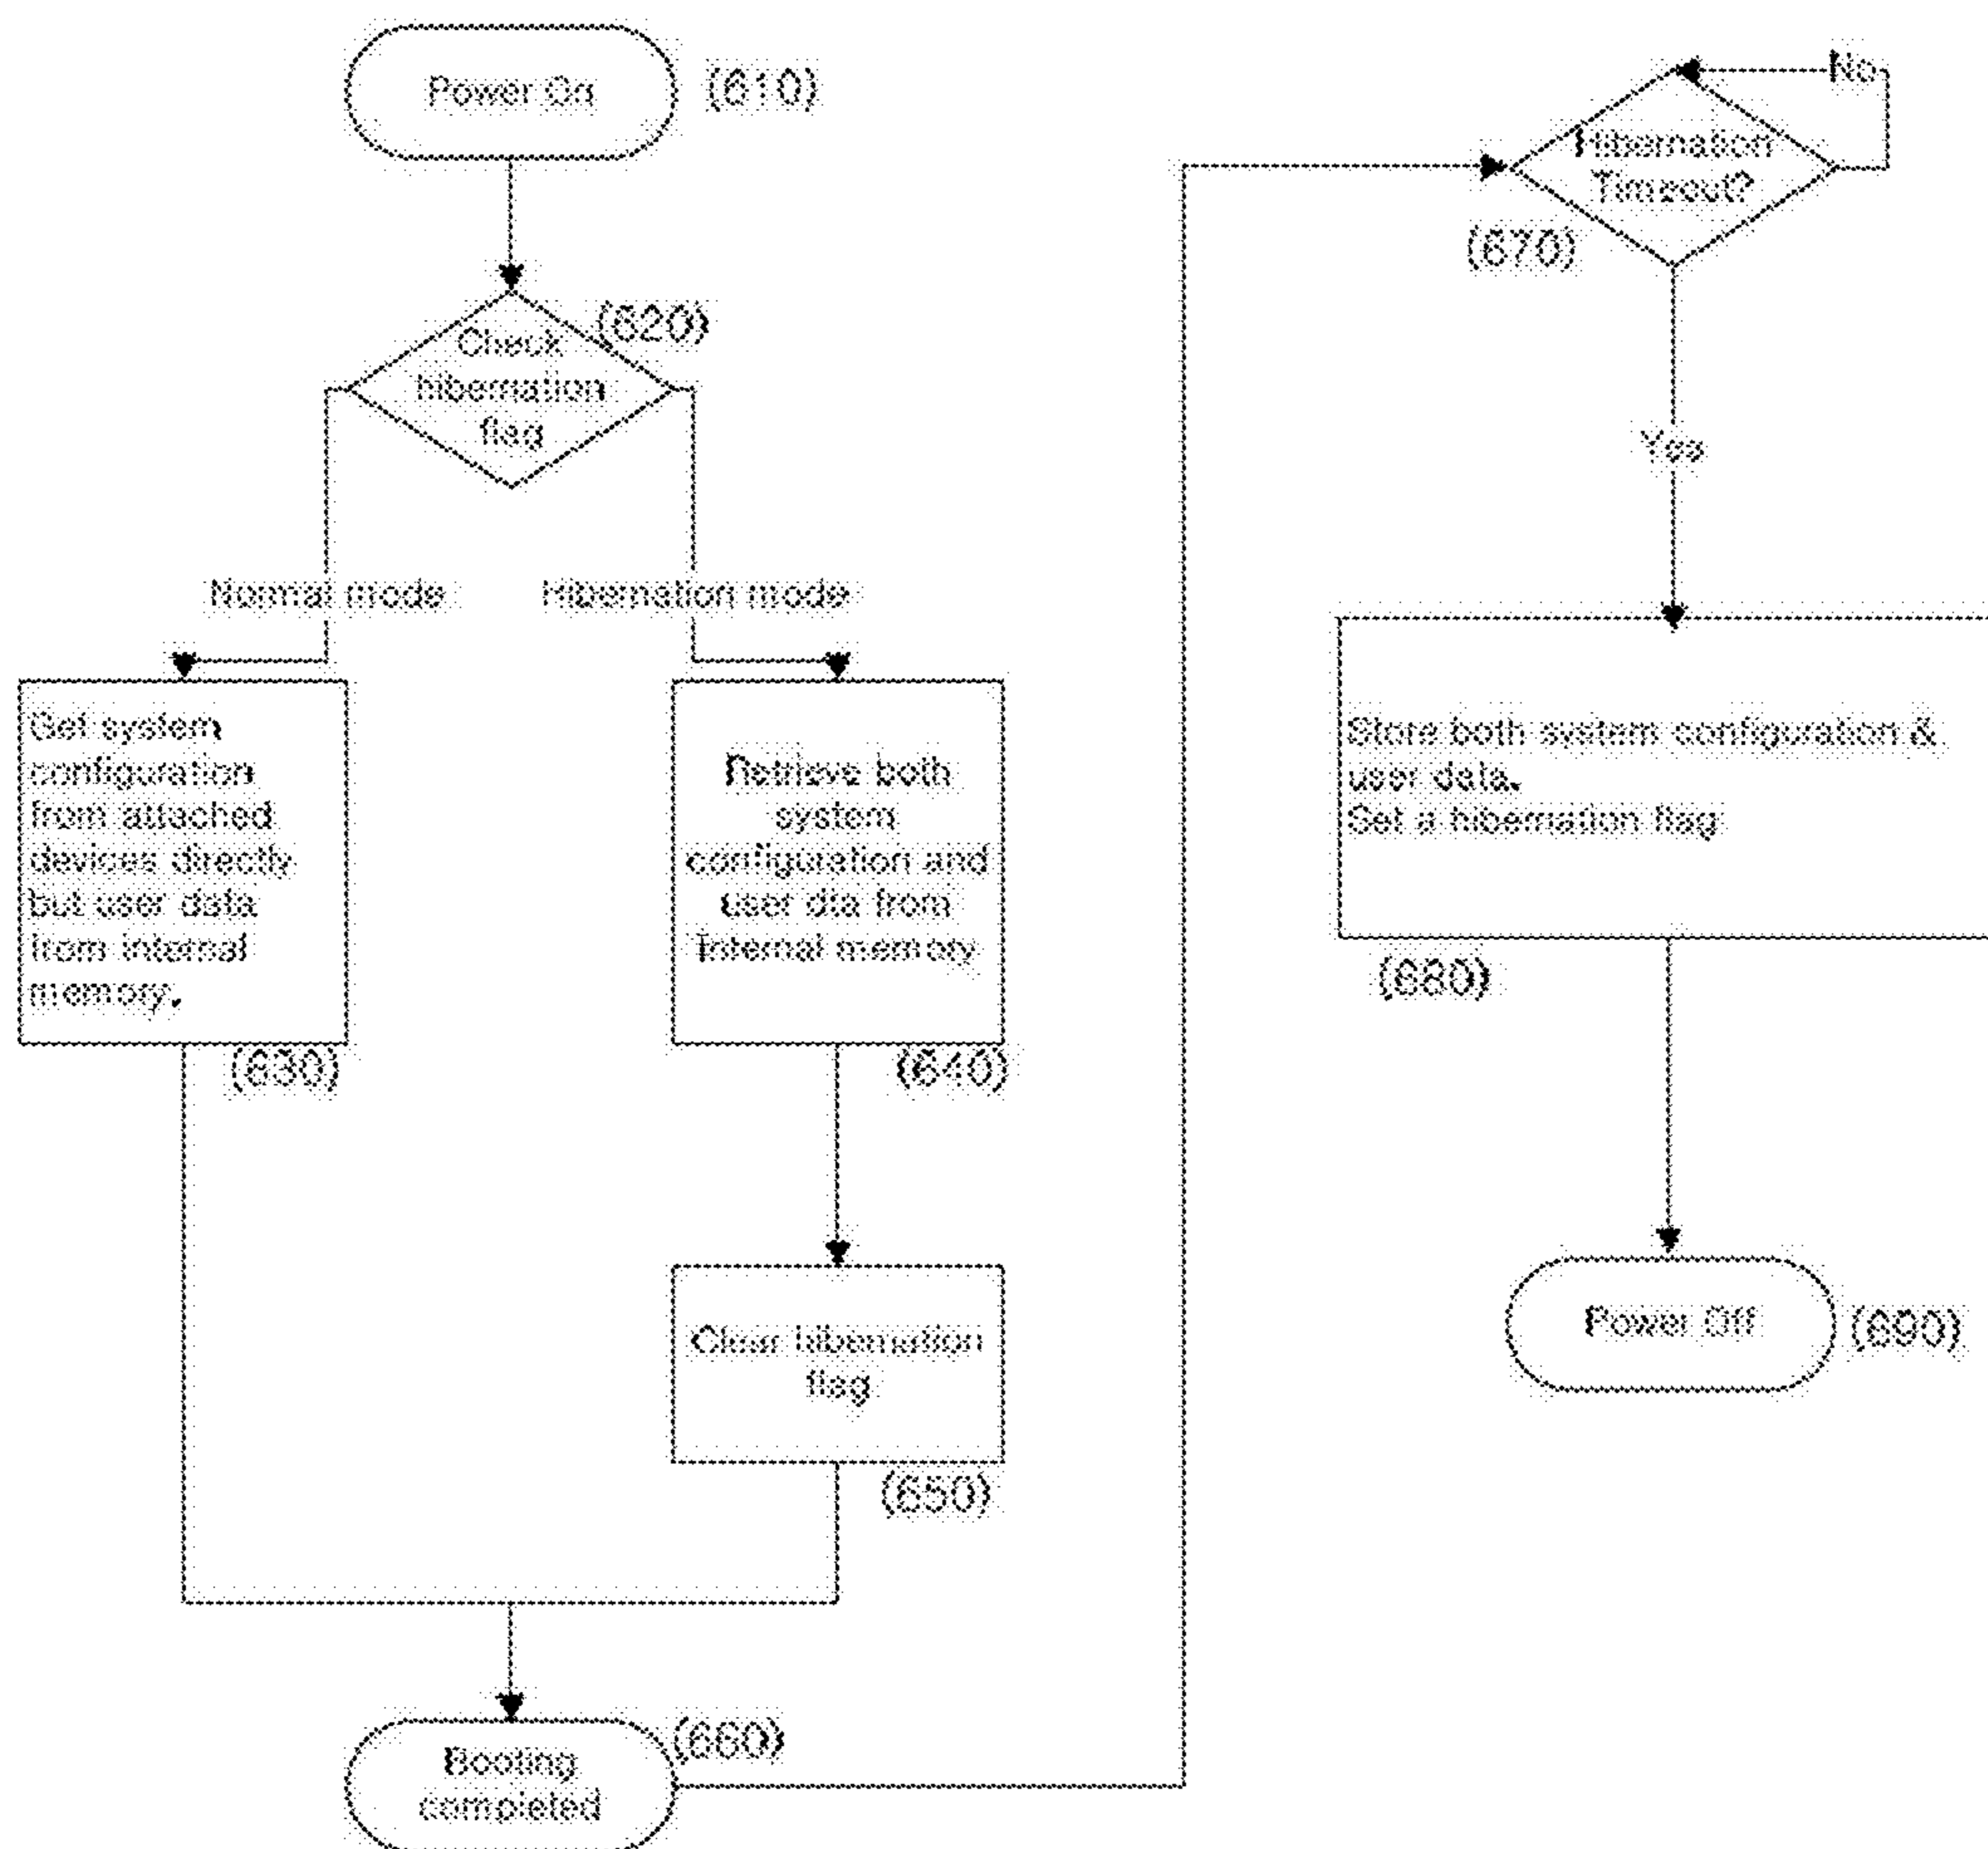 Power On
(610)
Check
hibernation
flag
(620)
Normal mode
Hibernation mode
Get system
configuration
from attached
devices directly
but user data
from internal
memory.
(630)
Retrieve both
system
configuration and
user dta from
Internal memory
(640)
Clear hibernation
flag
(650)
Booting
completed
(660)
No
Hibernation
Timeout?
(670)
Yes
Store both system configuration &
user data.
Set a hibernation flag
(680)
Power Off
(690)